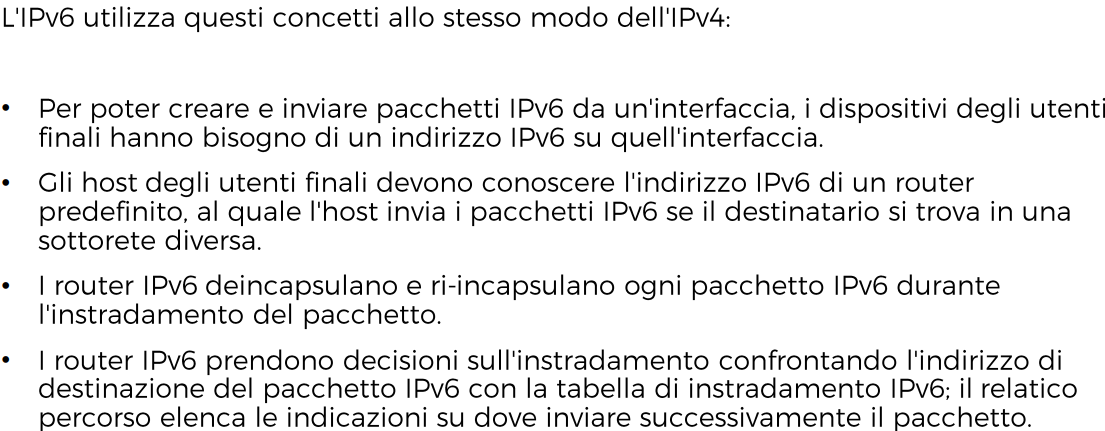 L'IPv6 utilizza questi concetti allo stesso modo dell'IPv4:
• Per poter creare e inviare pacchetti IPv6 da un'interfaccia, i dispositivi degli utenti
finali hanno bisogno di un indirizzo IPv6 su quell'interfaccia.
• Gli host degli utenti finali devono conoscere l'indirizzo IPv6 di un router
predefinito, al quale l'host invia i pacchetti IPv6 se il destinatario si trova in una
sottorete diversa.
• I router IPv6 deincapsulano e ri-incapsulano ogni pacchetto IPv6 durante
l'instradamento del pacchetto.
• I router IPv6 prendono decisioni sull'instradamento confrontando l'indirizzo di
destinazione del pacchetto IPv6 con la tabella di instradamento IPv6; il relatico
percorso elenca le indicazioni su dove inviare successivamente il pacchetto.